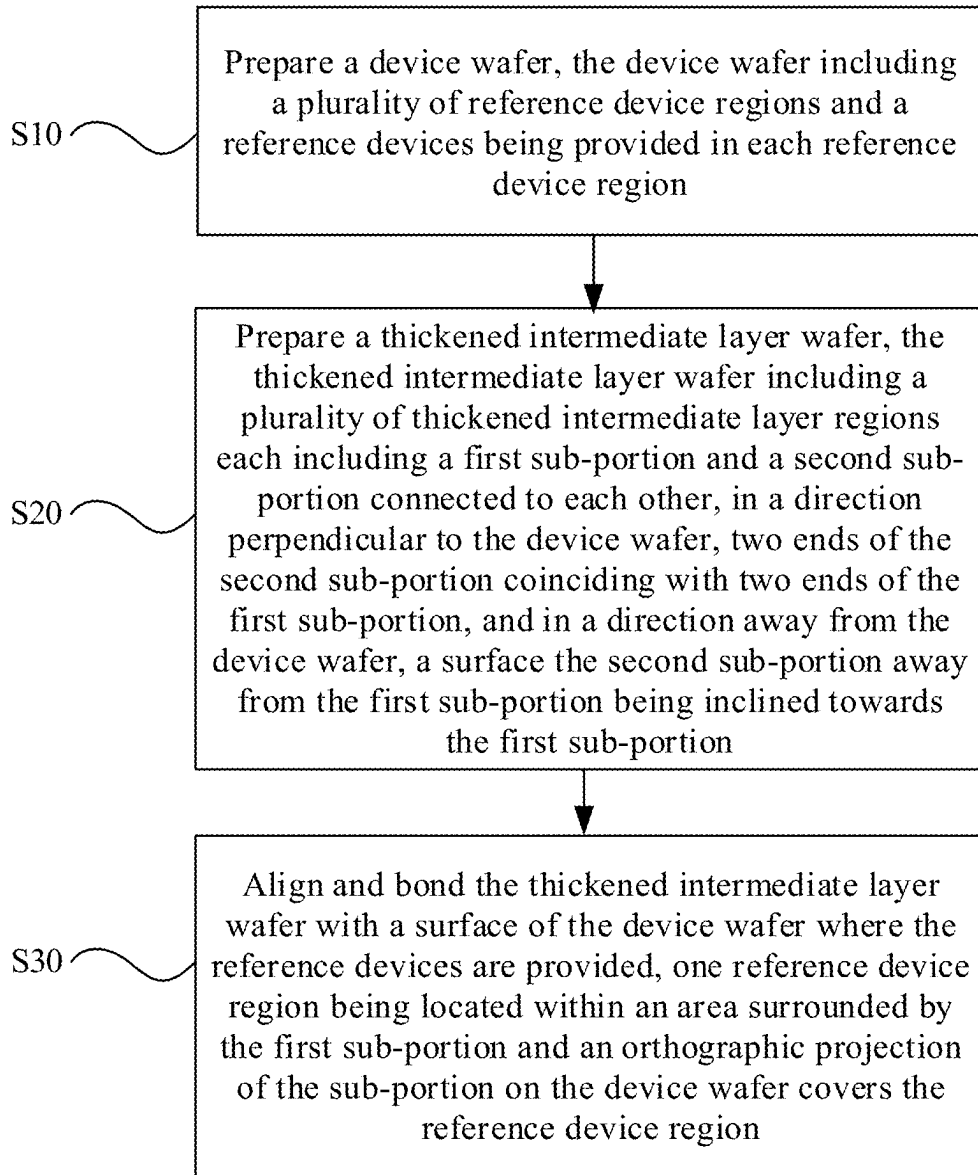 Prepare a device wafer, the device wafer including
a plurality of reference device regions and a
reference devices being provided in each reference
device region
S10
Prepare a thickened intermediate layer wafer, the
thickened intermediate layer wafer including a
plurality of thickened intermediate layer regions
each including a first sub-portion and a second sub-
portion connected to each other, in a direction
perpendicular to the device wafer, two ends of the
second sub-portion coinciding with two ends of the
first sub-portion, and in a direction away from the
device wafer, a surface the second sub-portion away
from the first sub-portion being inclined towards
the first sub-portion
S20
Align and bond the thickened intermediate layer
wafer with a surface of the device wafer where the
reference devices are provided, one reference device
region being located within an area surrounded by
the first sub-portion and an orthographic projection
of the sub-portion on the device wafer covers the
reference device region
S30